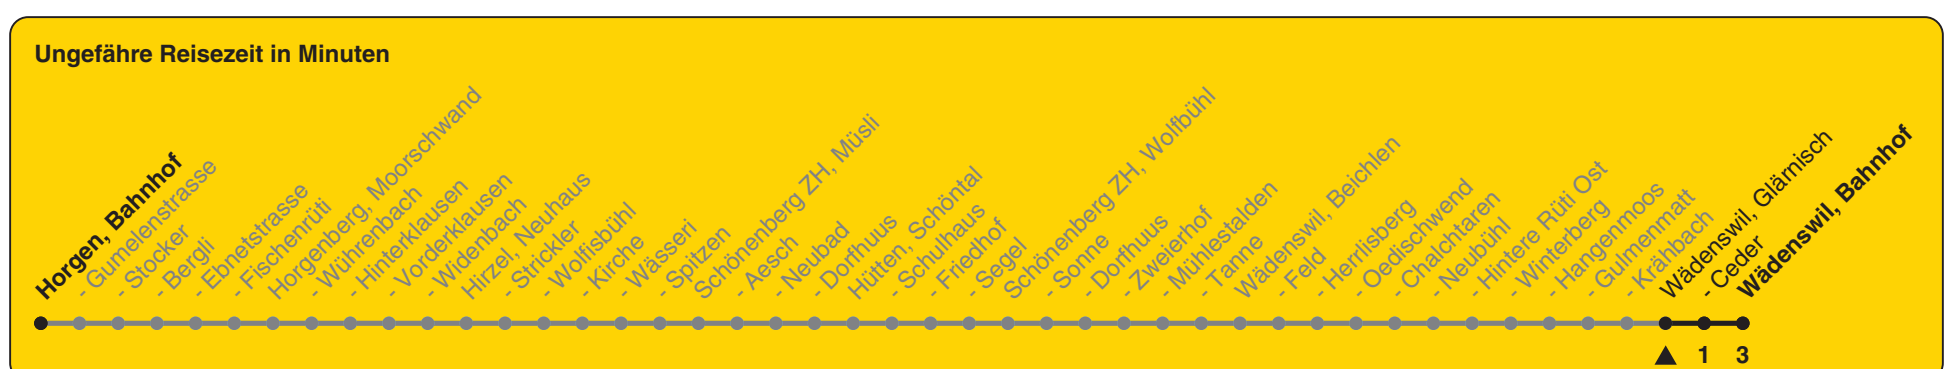 Ungefähre Reisezeit in Minuten
Horgen, Bahnhof
- Gumelenstrasse
- Stocker
- Bergli
- Ebnetstrasse
- Fischenrüti
Horgenberg, Moorschwand
- Wührenbach
- Hinterklausen
- Vorderklausen
- Widenbach
Hirzel, Neuhaus
- Strickler
- Wolfisbühl
- Kirche
- Wässeri
- Spitzen
Schönenberg ZH, Müsli
- Aesch
- Neubad
- Dorfhuus
Hütten, Schöntal
- Schulhaus
- Friedhof
- Segel
Schönenberg ZH, Wolfbühl
- Sonne
- Dorfhuus
- Zweierhof
- Mühlestalden
- Tanne
Wädenswil, Beichlen
- Feld
- Herrlisberg
- Oedischwend
- Chalchtaren
- Neubühl
- Hintere Rüti Ost
- Winterberg
- Hangenmoos
- Gulmenmatt
- Krähbach
Wädenswil, Glärnisch
- Ceder
Wädenswil, Bahnhof
1 3